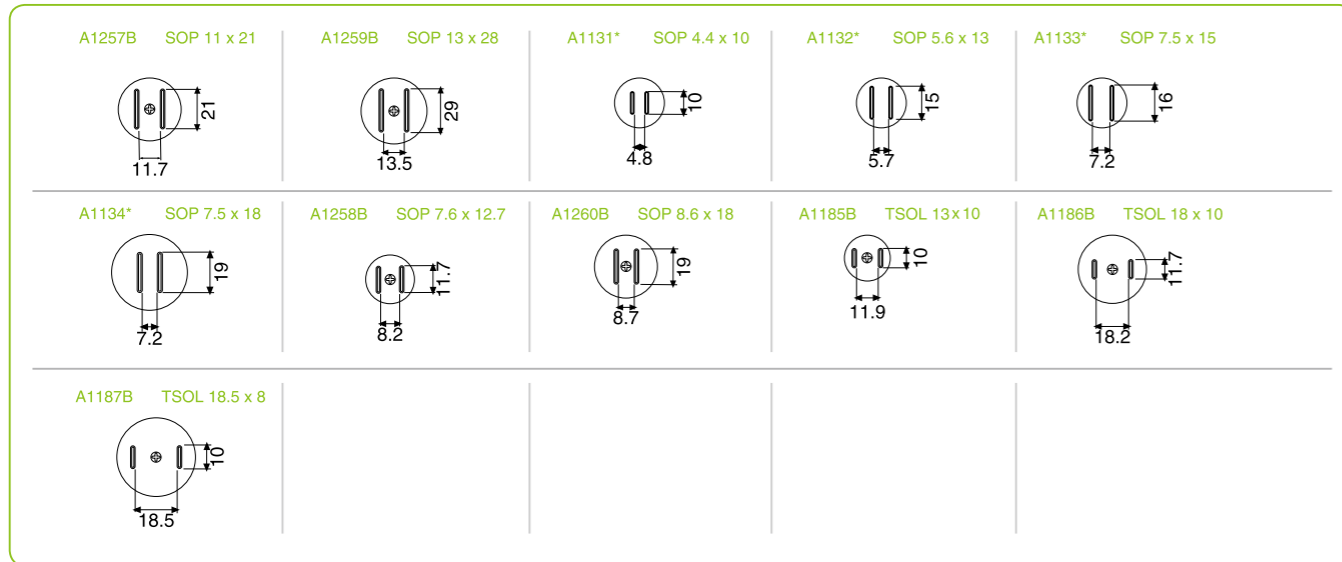 A1257B SOP 11 x 21
21
11.7
A1259B SOP 13 x 28
29
13.5
A1131* SOP 4.4 x 10
10
4.8
A1132* SOP 5.6 x 13
15
5.7
A1133* SOP 7.5 x 15
16
7.2
A1134* SOP 7.5 x 18
19
7.2
A1258B SOP 7.6 x 12.7
11.7
8.2
A1260B SOP 8.6 x 18
19
8.7
A1185B TSOL 13 x 10
10
11.9
A1186B TSOL 18 x 10
11.7
18.2
A1187B TSOL 18.5 x 8
10
18.5